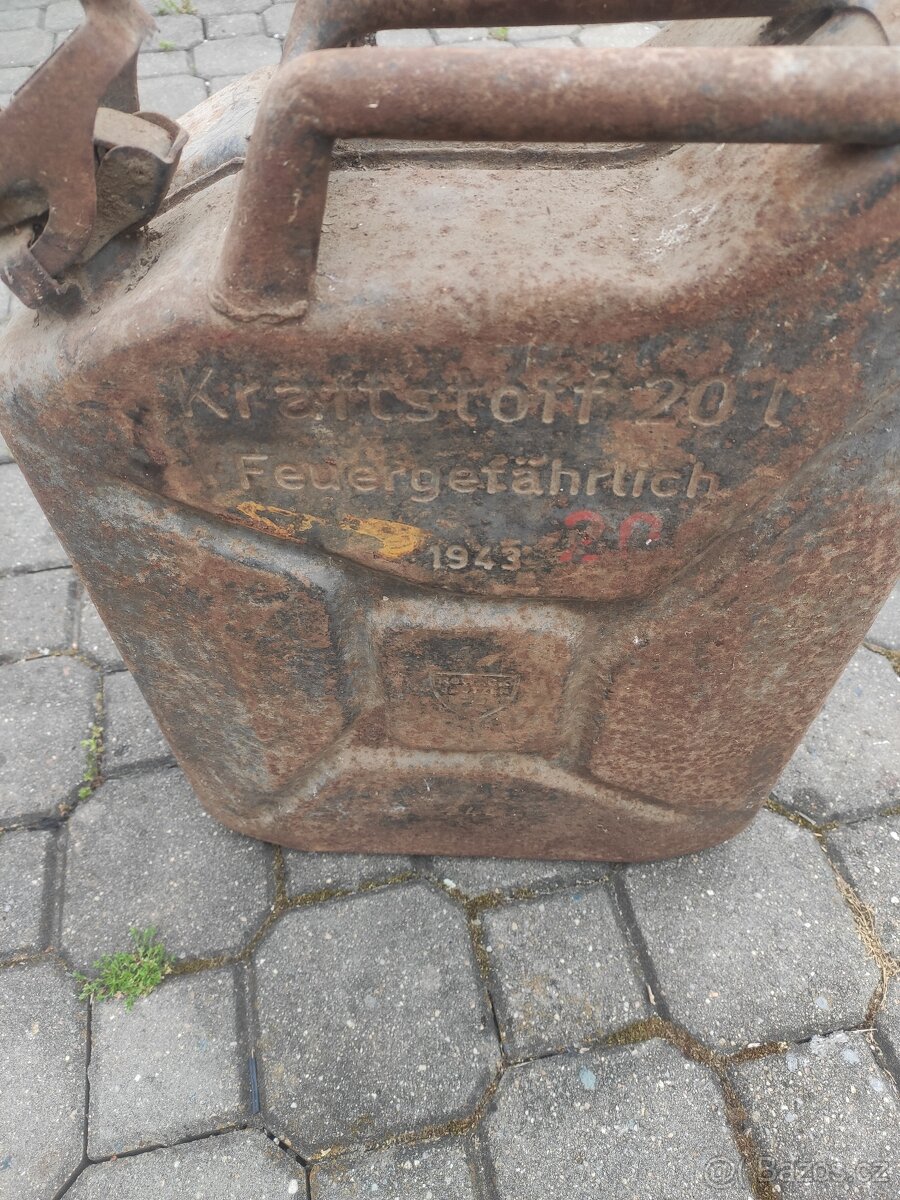 Kraftstoff 20 l
Feuergefährlich
1943 20
© Bazos.cz